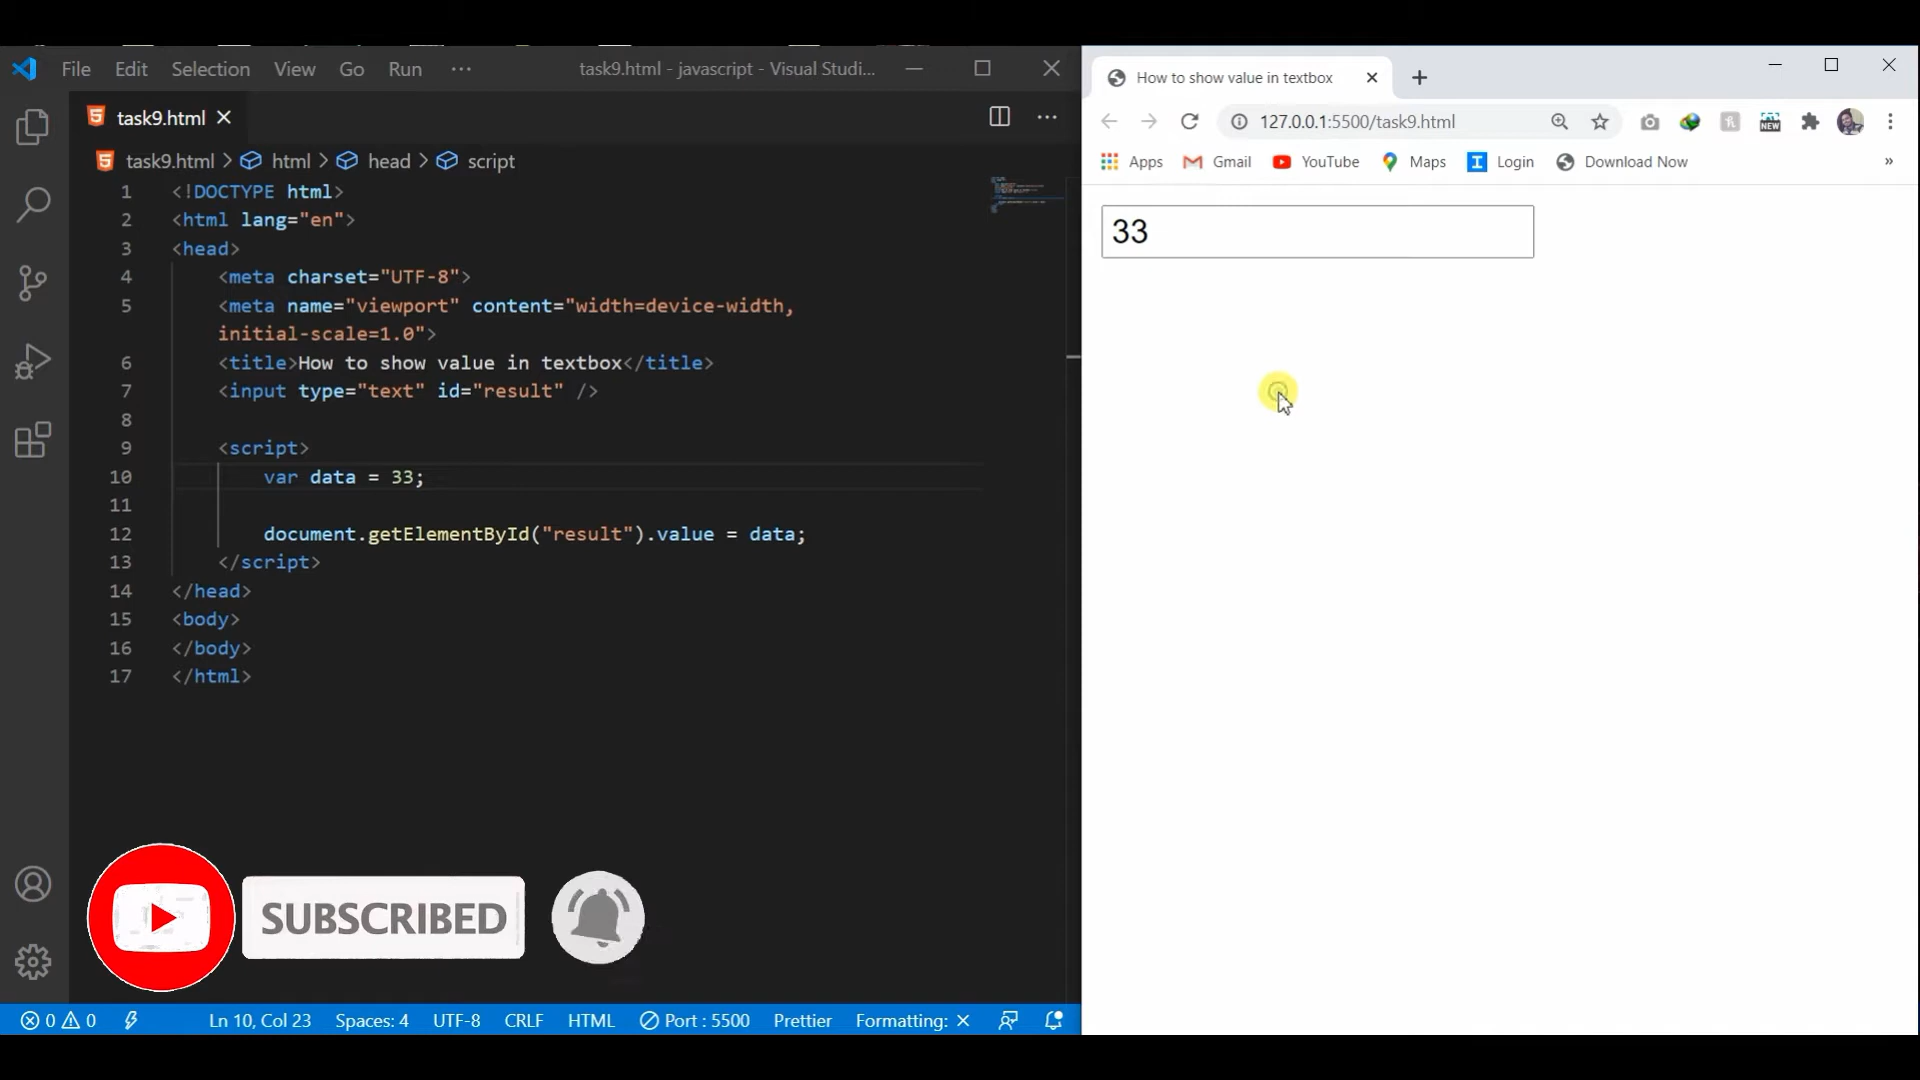 File Edit Selection View Go Run ··· task9.html - javascript - Visual Studi...
task9.html
task9.html > html > head > script
1 <!DOCTYPE html>
2 <html lang="en">
3 <head>
4 <meta charset="UTF-8">
5 <meta name="viewport" content="width=device-width,
initial-scale=1.0">
6 <title>How to show value in textbox</title>
7 <input type="text" id="result" />
8
9 <script>
10 var data = 33;
11
12 document.getElementById("result").value = data;
13 </script>
14 </head>
15 <body>
16 </body>
17 </html>
SUBSCRIBED
0 0 Ln 10, Col 23 Spaces: 4 UTF-8 CRLF HTML Port : 5500 Prettier Formatting: ×
How to show value in textbox
127.0.0.1:5500/task9.html
NEW
Apps Gmail YouTube Maps Login Download Now »
33